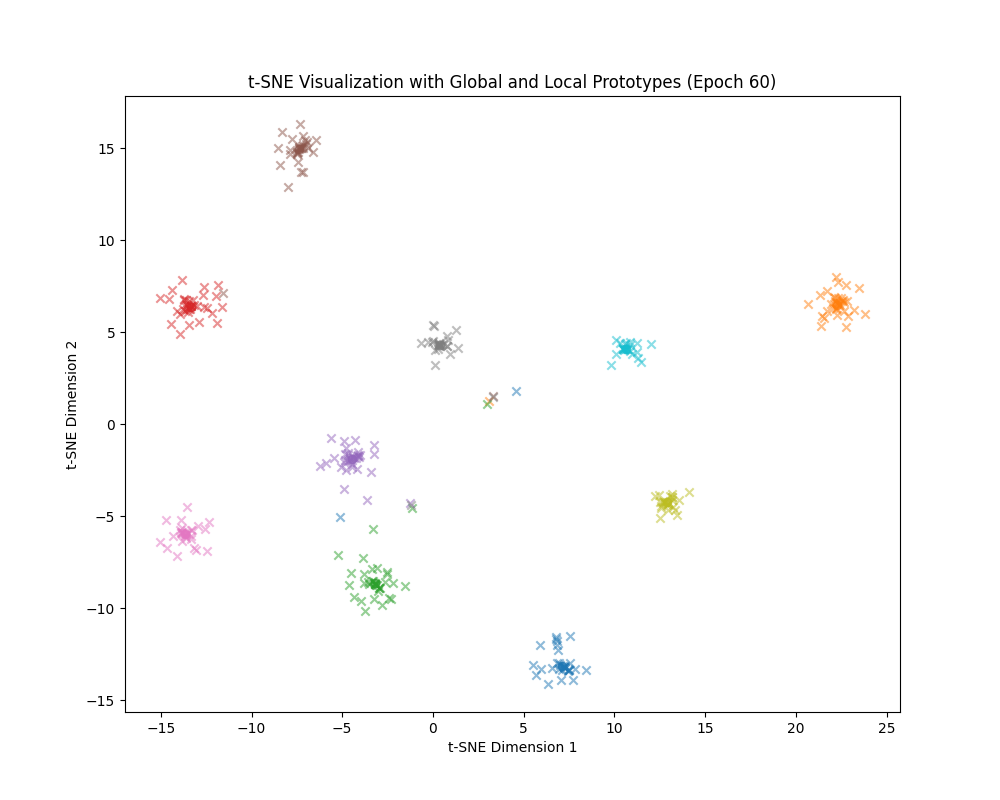 t-SNE Visualization with Global and Local Prototypes (Epoch 60)
15
10
5
0
−5
−10
−15
t-SNE Dimension 2
−15 −10 −5 0 5 10 15 20 25
t-SNE Dimension 1